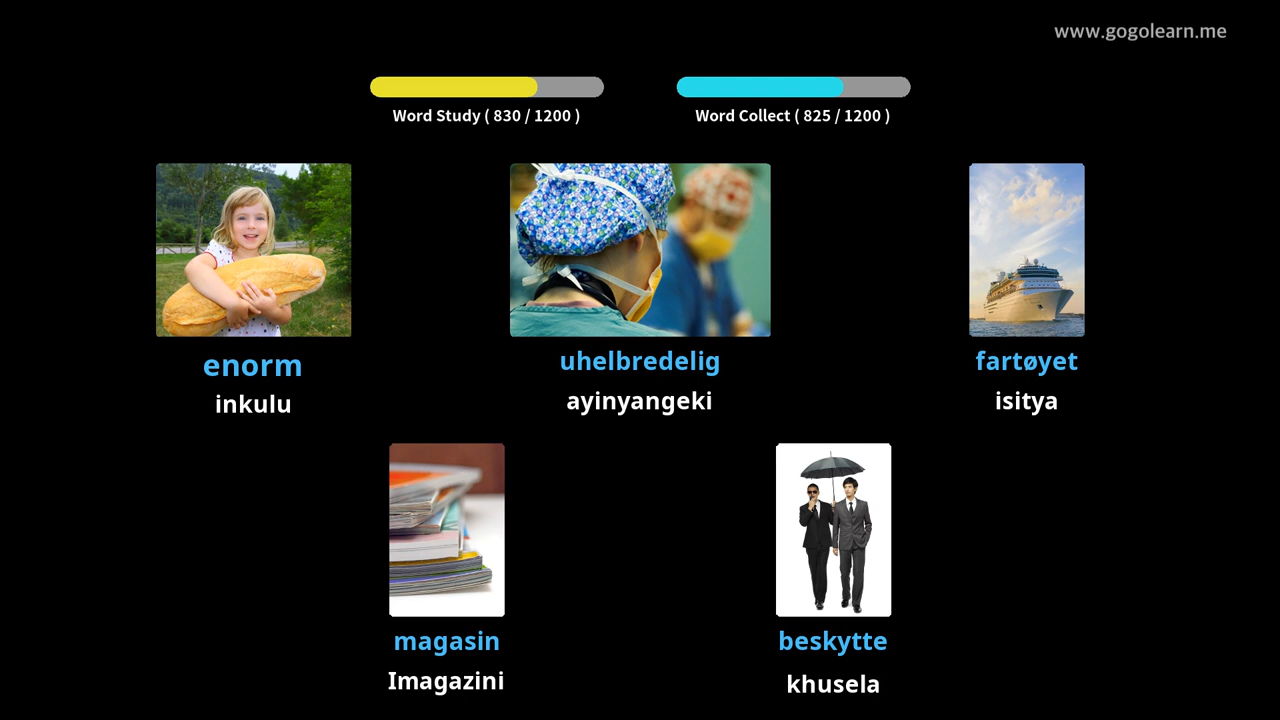 www.gogolearn.me
Word Study ( 830 / 1200 )
Word Collect ( 825 / 1200 )
enorm
inkulu
uhelbredelig
ayinyangeki
fartøyet
isitya
magasin
Imagazini
beskytte
khusela